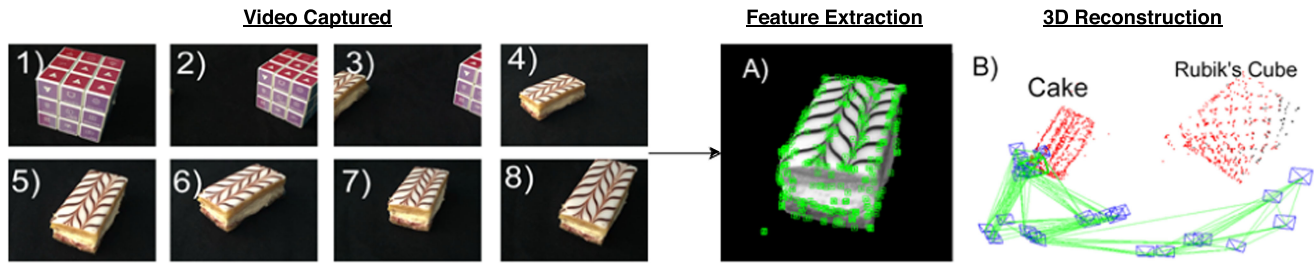 Video Captured
Feature Extraction
3D Reconstruction
1)
2)
3)
4)
5)
6)
7)
8)
A)
B)
Cake
Rubik's Cube